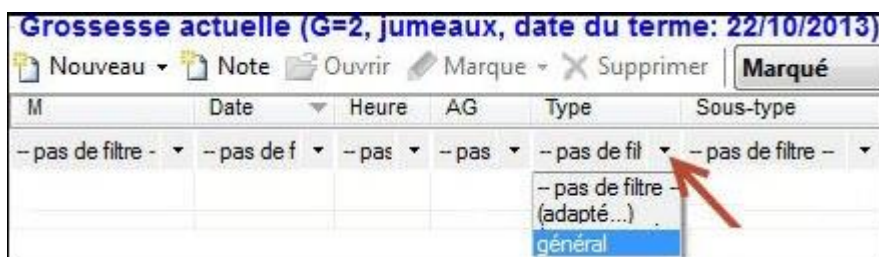 Grossesse actuelle (G=2, jumeaux, date du terme: 22/10/2013)
Nouveau Note Ouvrir Marque Supprimer Marqué
M Date Heure AG Type Sous-type
-- pas de filtre - -- pas de f -- pas -- pas -- pas de fil -- pas de filtre --
-- pas de filtre --
(adapté...)
général